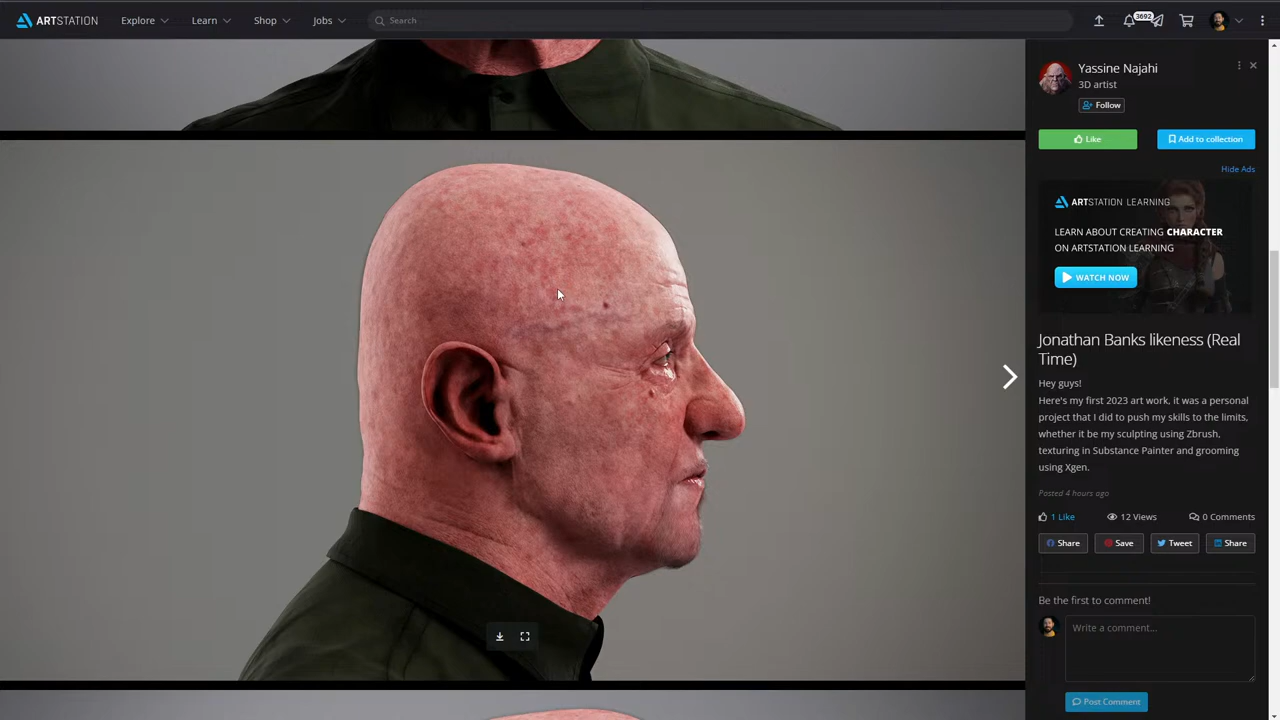 ARTSTATION
Explore
Learn
Shop
Jobs
Search
3692
Yassine Najahi
3D artist
Follow
Like
Add to collection
Hide Ads
ARTSTATION LEARNING
LEARN ABOUT CREATING CHARACTER
ON ARTSTATION LEARNING
WATCH NOW
Jonathan Banks likeness (Real
Time)
Hey guys!
Here's my first 2023 art work, it was a personal
project that I did to push my skills to the limits,
whether it be my sculpting using Zbrush,
texturing in Substance Painter and grooming
using Xgen.
Posted 4 hours ago
1 Like
12 Views
0 Comments
Share
Save
Tweet
Share
Be the first to comment!
Write a comment...
Post Comment